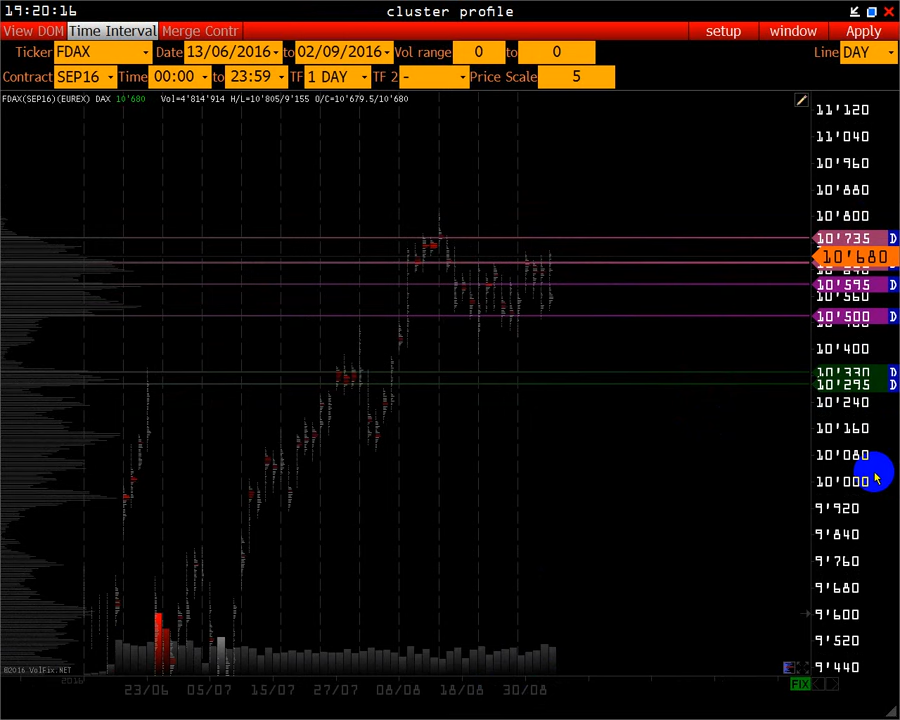 19:20:16 cluster profile
View DOM Time Interval Merge Contr setup window Apply
Ticker FDAX Date 13/06/2016 to 02/09/2016 Vol range 0 to 0 Line DAY
Contract SEP16 Time 00:00 to 23:59 TF 1 DAY TF 2 - Price Scale 5
FDAX(SEP16)(EUREX) DAX 10'680 Vol=4'814'914 H/L=10'805/9'155 O/C=10'679.5/10'680
11'120
11'040
10'960
10'880
10'800
10'735 D
10'680
10'595 D
10'560
10'500 D
10'400
10'330 D
10'295 D
10'240
10'160
10'080
10'000
9'920
9'840
9'760
9'680
9'600
9'520
9'440
©2016 VolFix.NET
2016
23/06 05/07 15/07 27/07 08/08 18/08 30/08
FIX